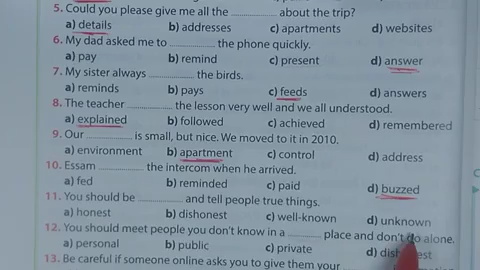 5. Could you please give me all the ............... about the trip?
a) details b) addresses c) apartments d) websites
6. My dad asked me to ............... the phone quickly.
a) pay b) remind c) present d) answer
7. My sister always ............... the birds.
a) reminds b) pays c) feeds d) answers
8. The teacher ............... the lesson very well and we all understood.
a) explained b) followed c) achieved d) remembered
9. Our ............... is small, but nice. We moved to it in 2010.
a) environment b) apartment c) control d) address
10. Essam ............... the intercom when he arrived.
a) fed b) reminded c) paid d) buzzed
11. You should be ............... and tell people true things.
a) honest b) dishonest c) well-known d) unknown
12. You should meet people you don't know in a ............... place and don't do alone.
a) personal b) public c) private d)
13. Be careful if someone online asks you to give them your